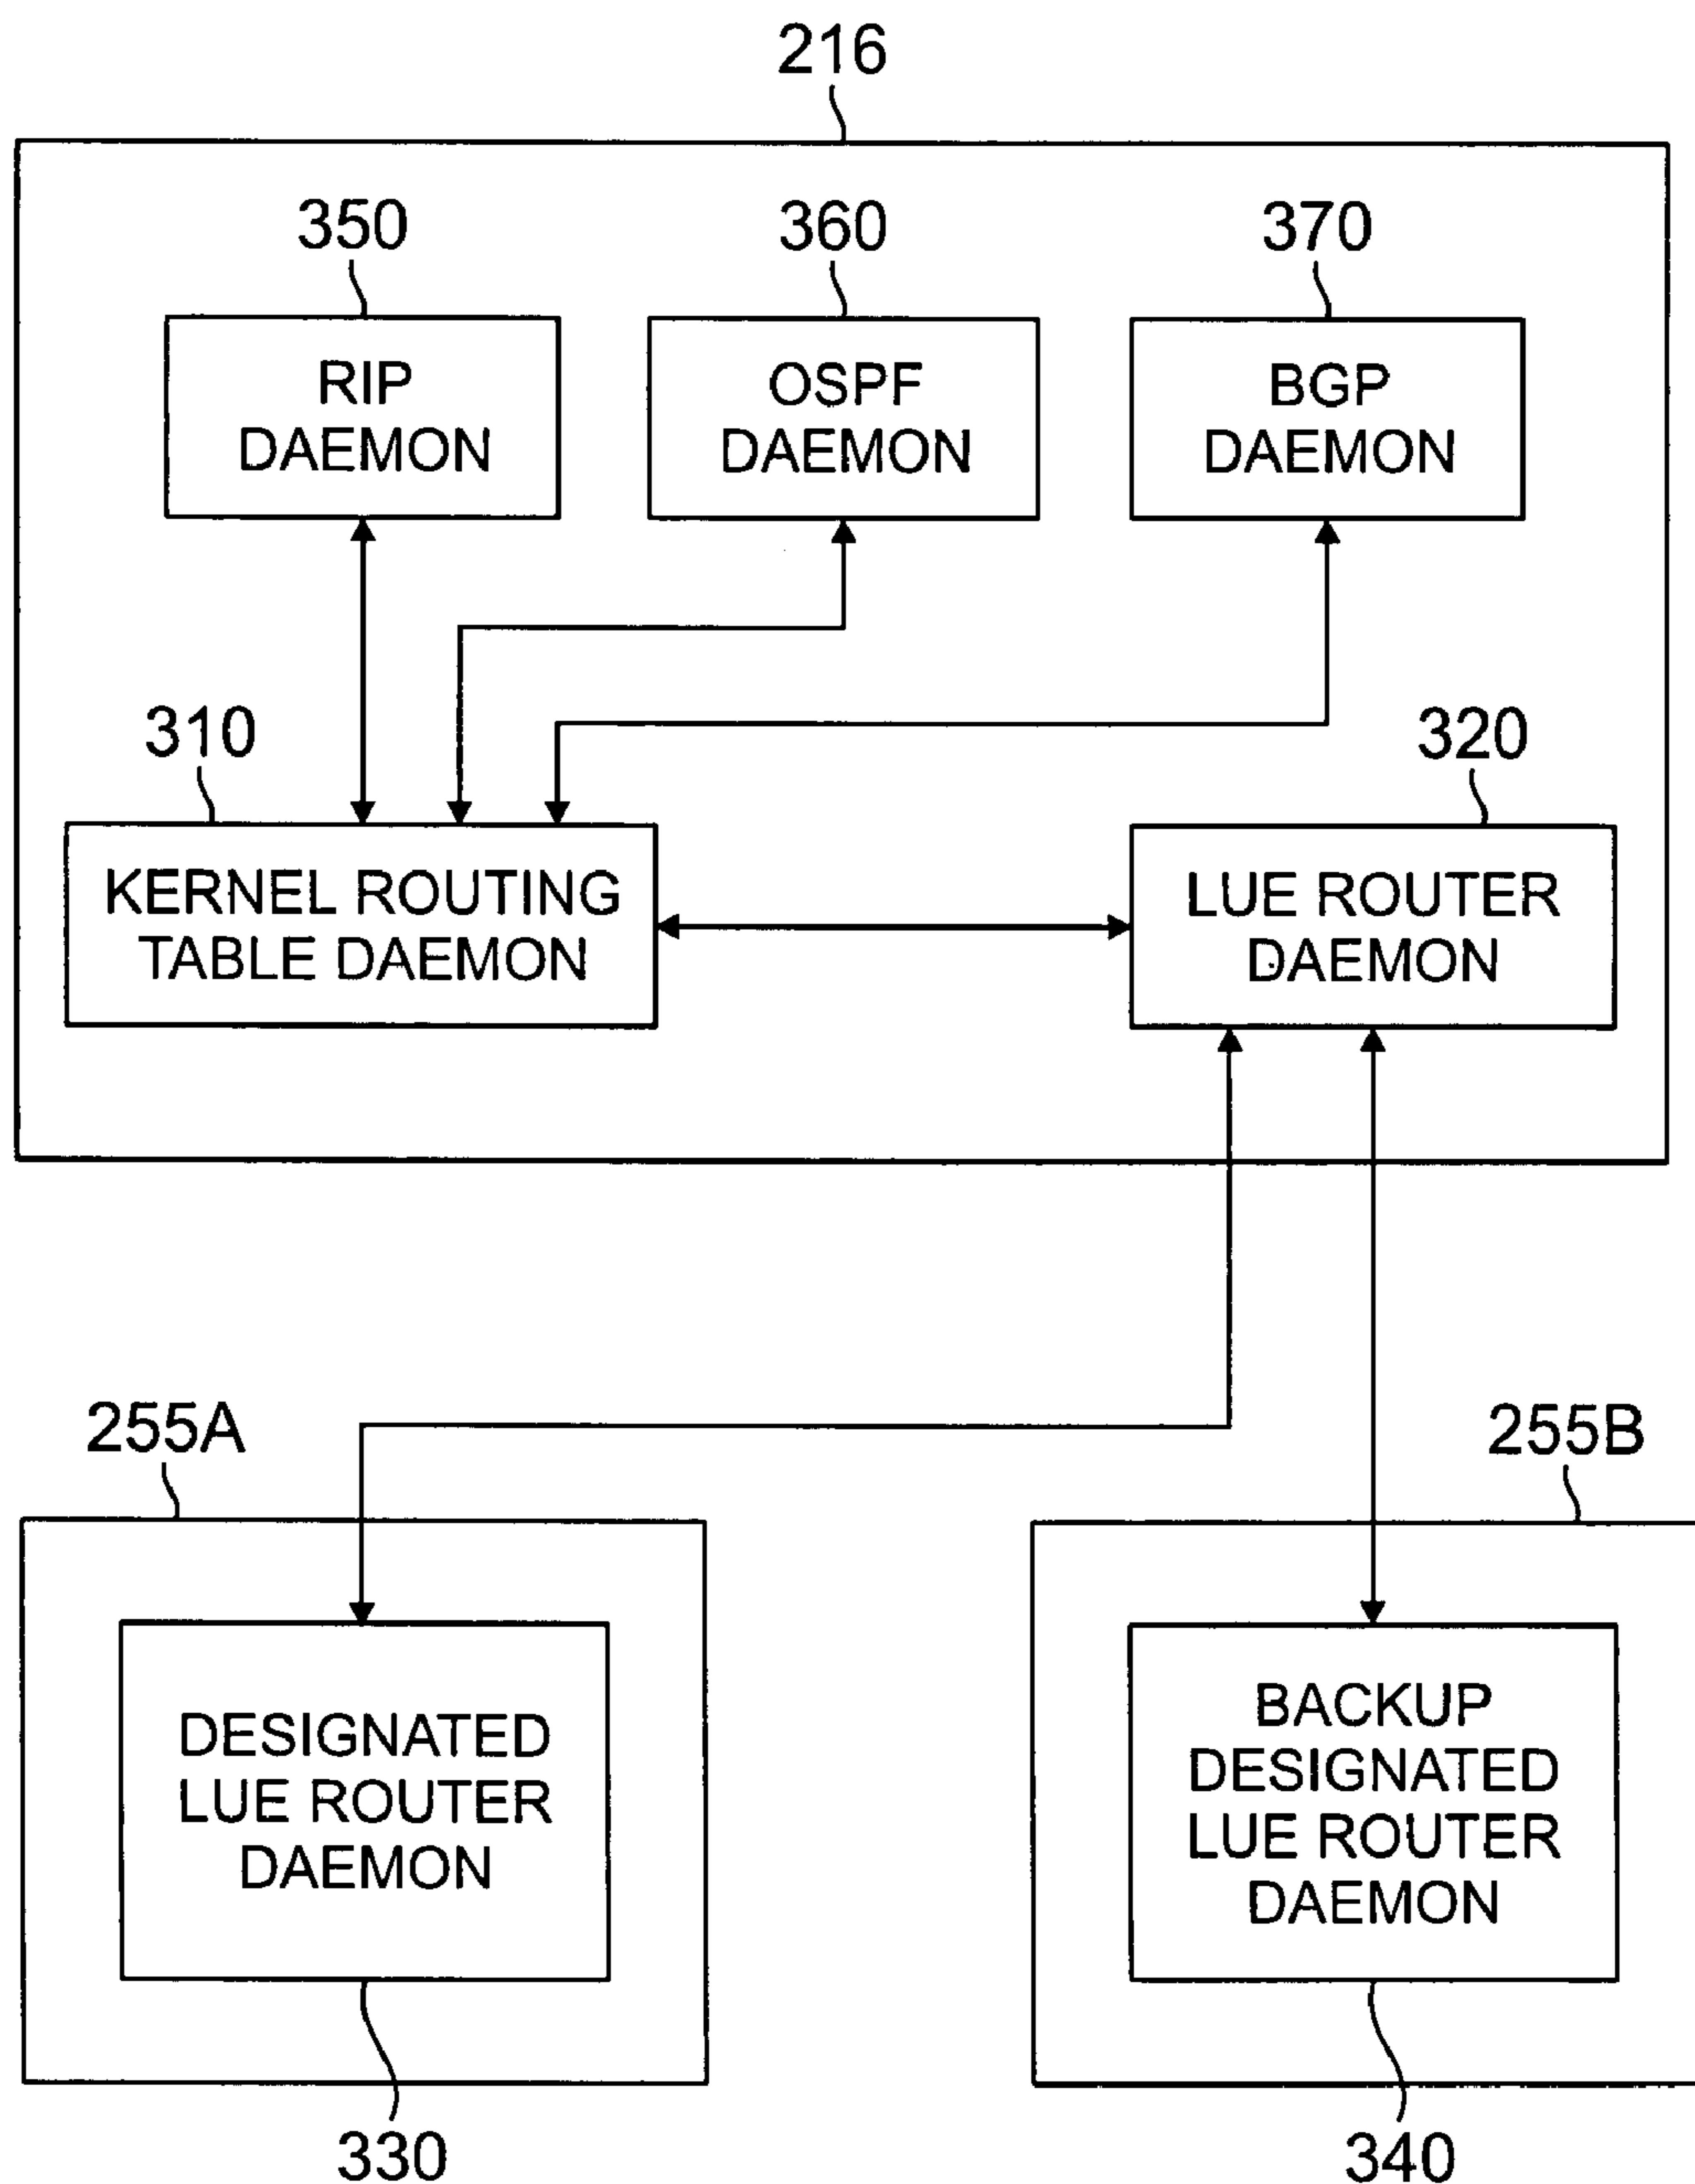 216
350
360
370
RIP
DAEMON
OSPF
DAEMON
BGP
DAEMON
310
320
KERNEL ROUTING
TABLE DAEMON
LUE ROUTER
DAEMON
255A
255B
DESIGNATED
LUE ROUTER
DAEMON
BACKUP
DESIGNATED
LUE ROUTER
DAEMON
330
340